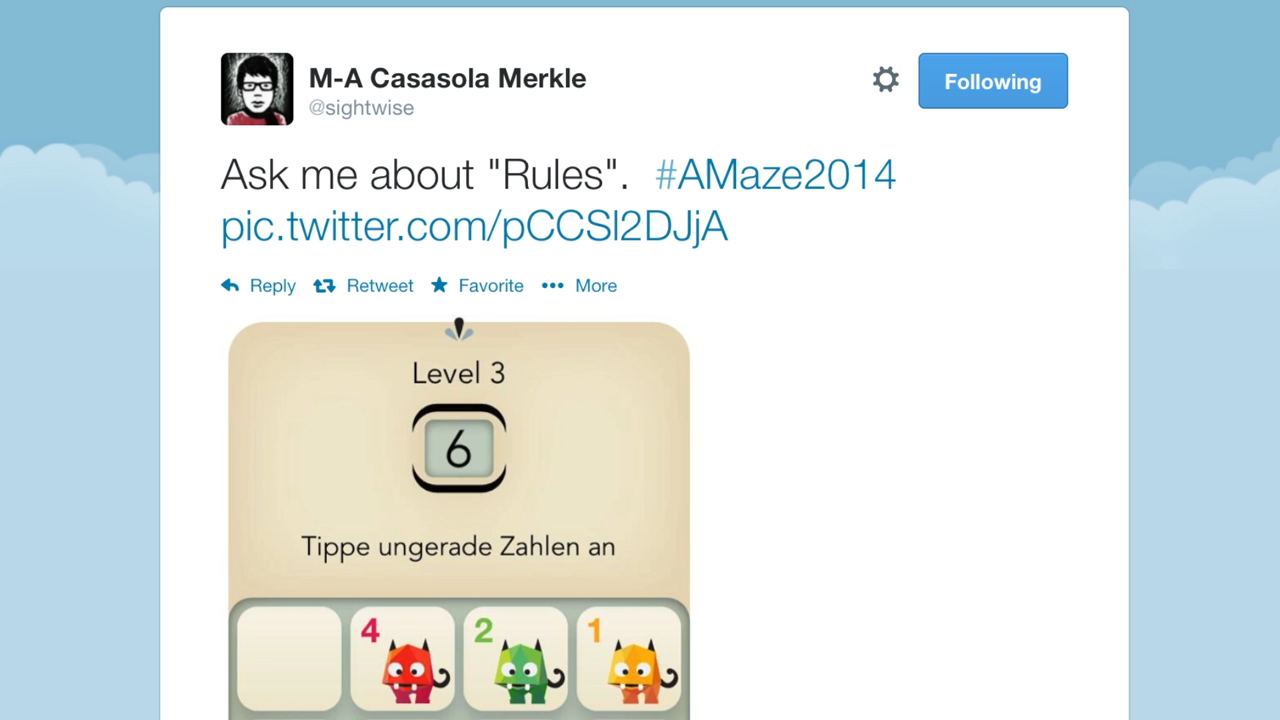 M-A Casasola Merkle
@sightwise
Following
Ask me about "Rules". #AMaze2014
pic.twitter.com/pCCSl2DJjA
Reply Retweet Favorite ••• More
Level 3
6
Tippe ungerade Zahlen an
4 2 1